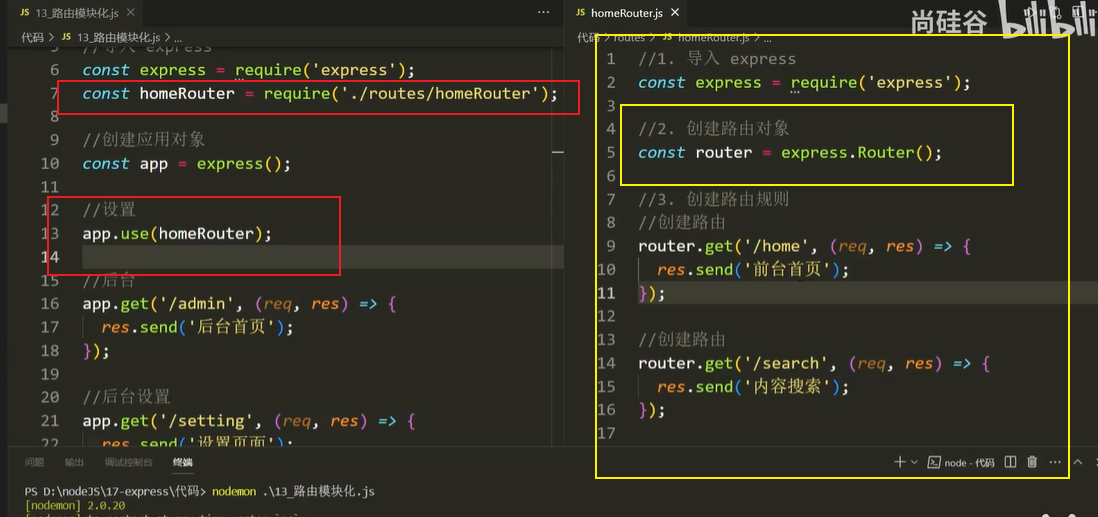 13_路由模块化.js
代码 > 13_路由模块化.js > ...
5 //导入 express
6 const express = require('express');
7 const homeRouter = require('./routes/homeRouter');
8
9 //创建应用对象
10 const app = express();
11
12 //设置
13 app.use(homeRouter);
14
15 //后台
16 app.get('/admin', (req, res) => {
17 res.send('后台首页');
18 });
19
20 //后台设置
21 app.get('/setting', (req, res) => {
22 res.send('设置页面');
homeRouter.js
尚硅谷 bilibili
代码 > routes > homeRouter.js > ...
1 //1. 导入 express
2 const express = require('express');
3
4 //2. 创建路由对象
5 const router = express.Router();
6
7 //3. 创建路由规则
8 //创建路由
9 router.get('/home', (req, res) => {
10 res.send('前台首页');
11 });
12
13 //创建路由
14 router.get('/search', (req, res) => {
15 res.send('内容搜索');
16 });
17
问题 输出 调试控制台 终端
node - 代码
PS D:\nodeJS\17-express\代码> nodemon .\13_路由模块化.js
[nodemon] 2.0.20